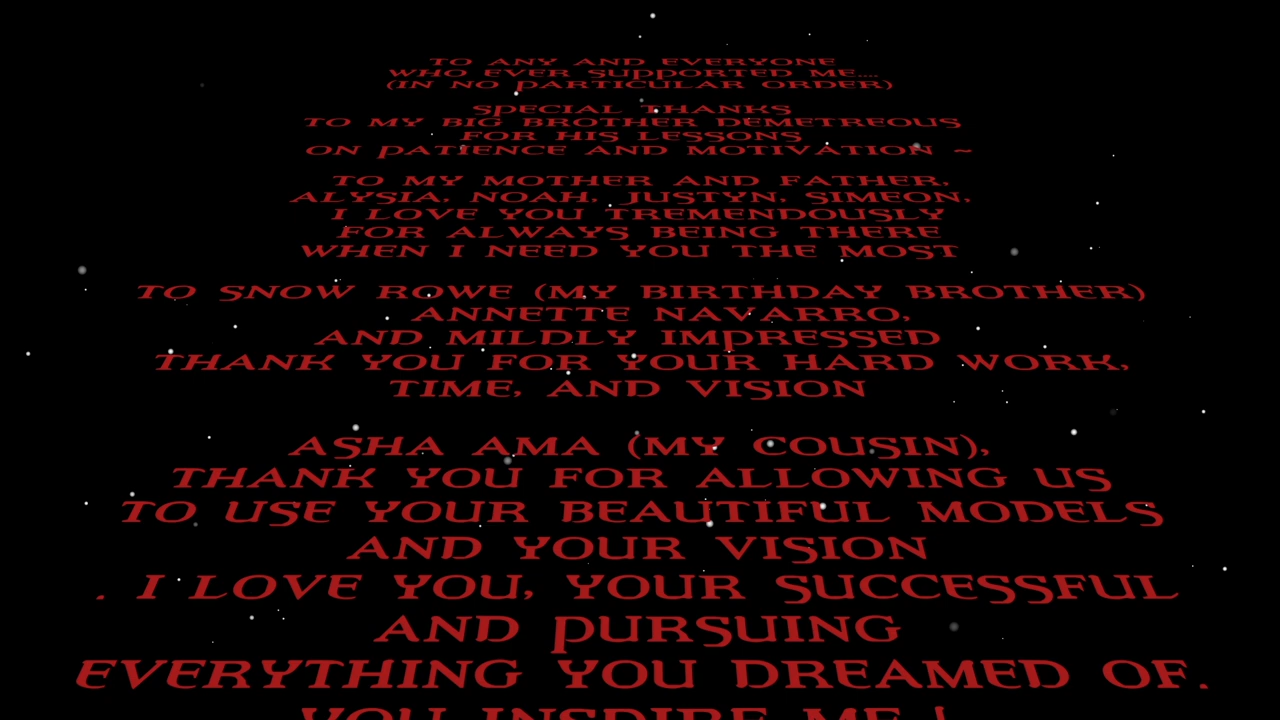 TO ANY AND EVERYONE
WHO EVER SUPPORTED ME....
(IN NO PARTICULAR ORDER)
SPECIAL THANKS
TO MY BIG BROTHER DEMETREOUS
FOR HIS LESSONS
ON PATIENCE AND MOTIVATION ~
TO MY MOTHER AND FATHER,
ALYSIA, NOAH, JUSTYN, SIMEON,
I LOVE YOU TREMENDOUSLY
FOR ALWAYS BEING THERE
WHEN I NEED YOU THE MOST
TO SNOW ROWE (MY BIRTHDAY BROTHER)
ANNETTE NAVARRO,
AND MILDLY IMPRESSED
THANK YOU FOR YOUR HARD WORK,
TIME, AND VISION
ASHA AMA (MY COUSIN),
THANK YOU FOR ALLOWING US
TO USE YOUR BEAUTIFUL MODELS
AND YOUR VISION
. I LOVE YOU, YOUR SUCCESSFUL
AND PURSUING
EVERYTHING YOU DREAMED OF.
YOU INSPIRE ME !